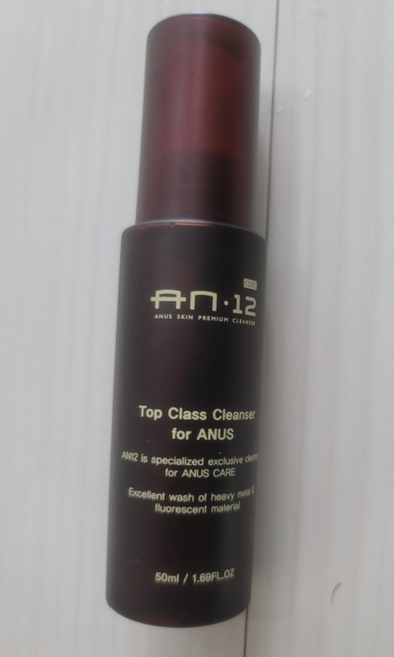 AN·12
ANUS SKIN PREMIUM CLEANSER
Top Class Cleanser
for ANUS
AN12 is specialized exclusive
for ANUS CARE
Excellent wash of heavy metal
fluorescent material
50ml / 1.69FL.OZ